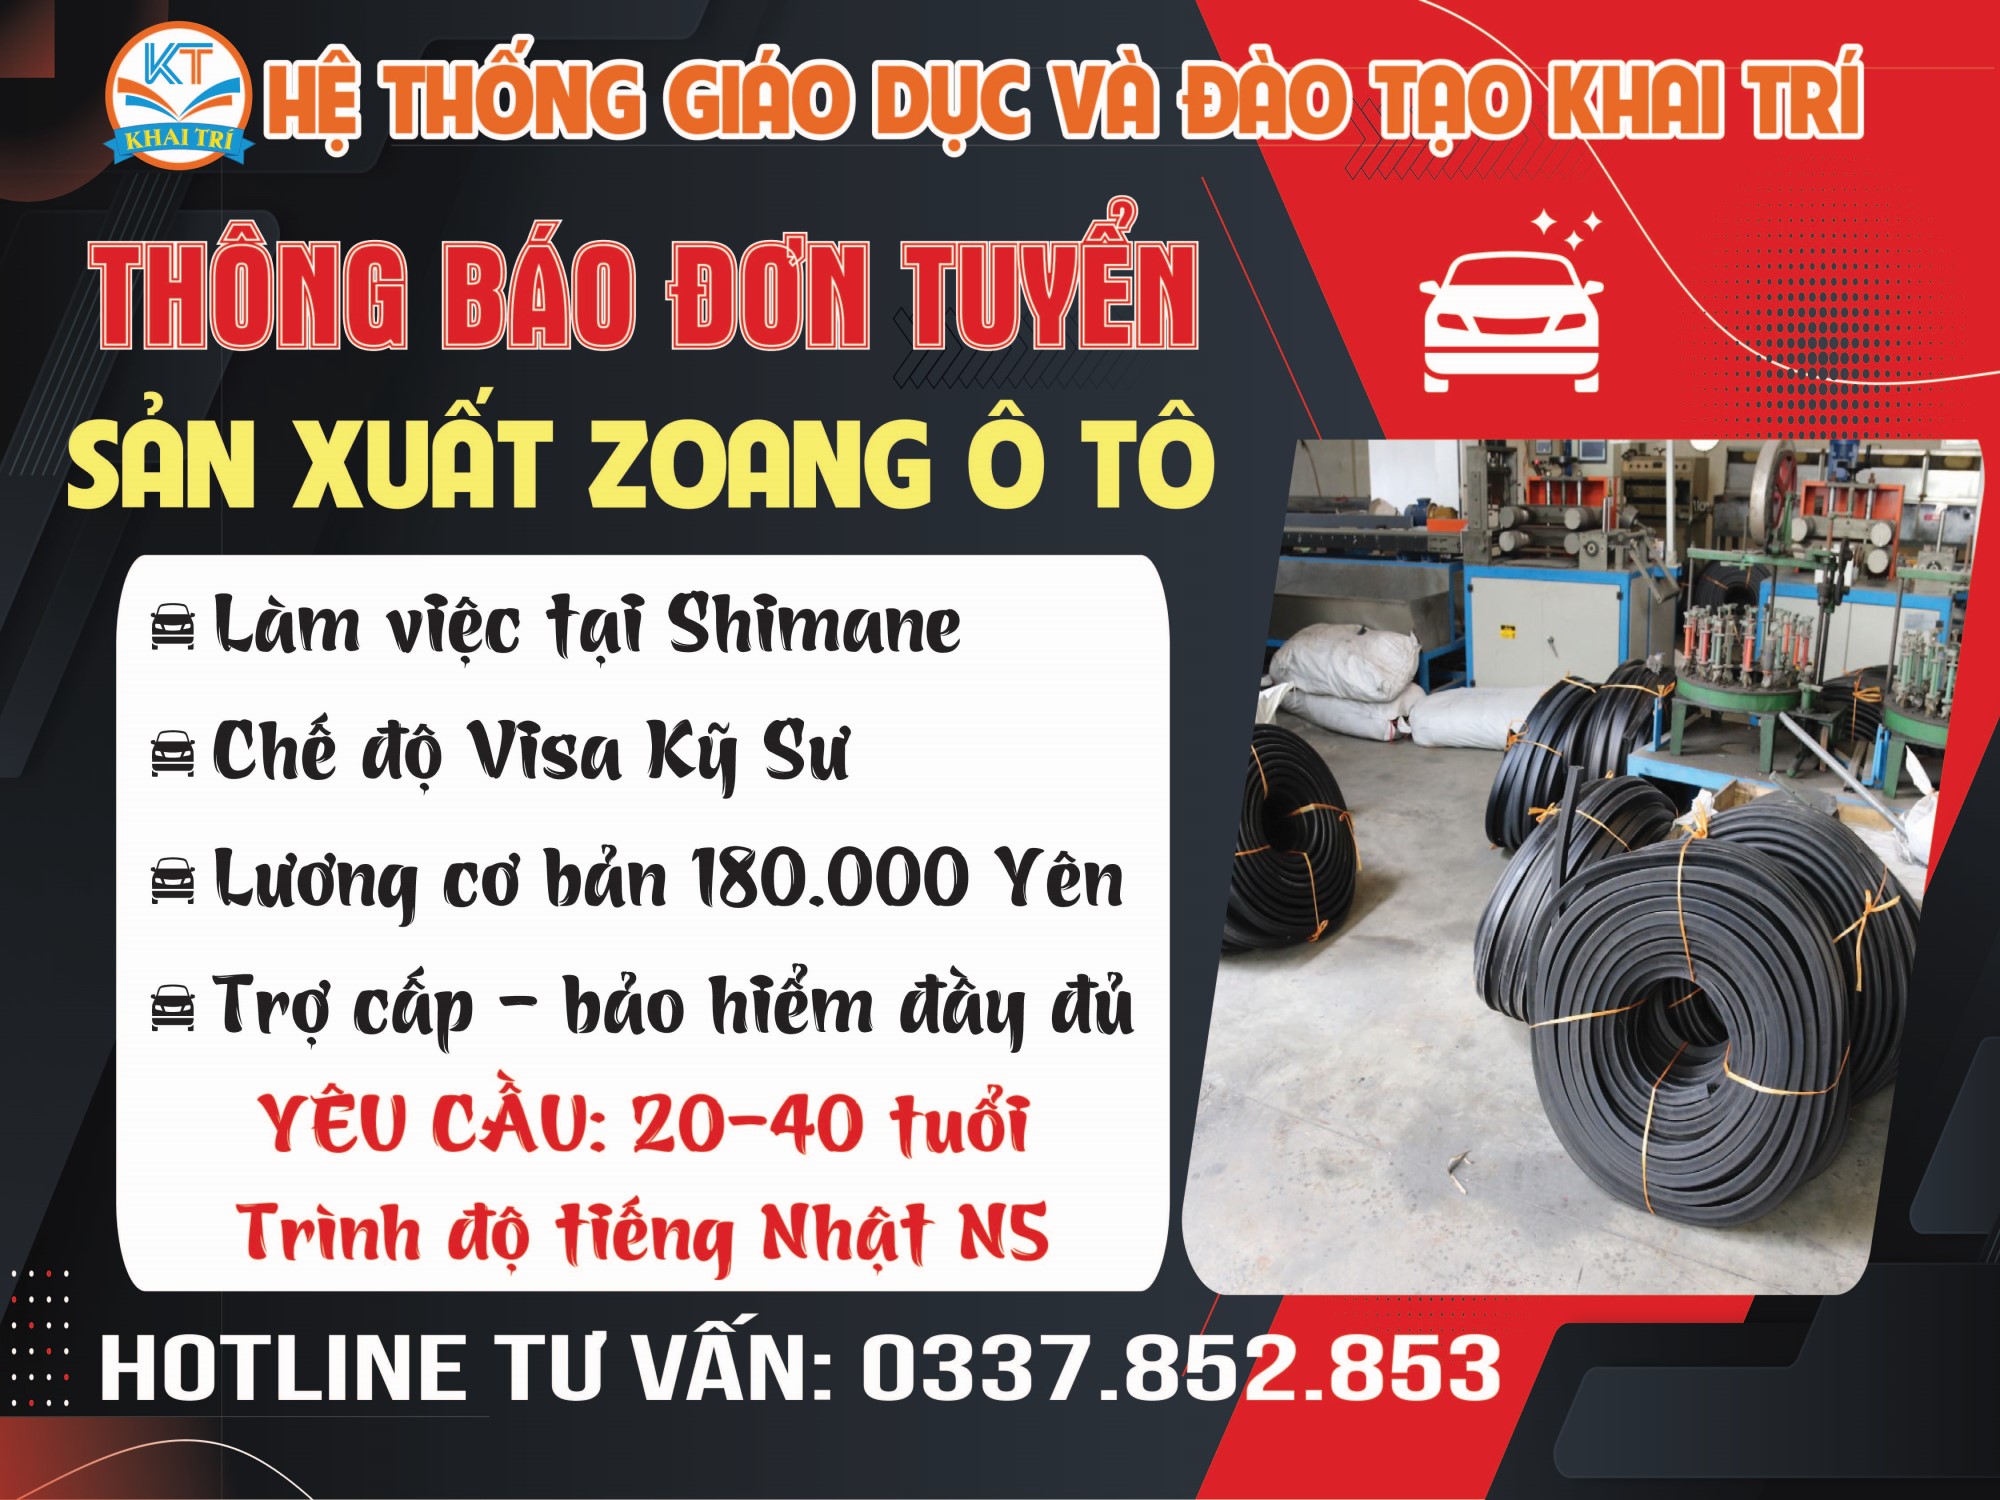 KT
KHAI TRÍ
HỆ THỐNG GIÁO DỤC VÀ ĐÀO TẠO KHAI TRÍ
THÔNG BÁO ĐƠN TUYỂN
SẢN XUẤT ZOANG Ô TÔ
Làm việc tại Shimane
Chế độ Visa Kỹ Sư
Lương cơ bản 180.000 Yên
Trợ cấp - bảo hiểm đầy đủ
YÊU CẦU: 20-40 tuổi
Trình độ tiếng Nhật N5
HOTLINE TƯ VẤN: 0337.852.853